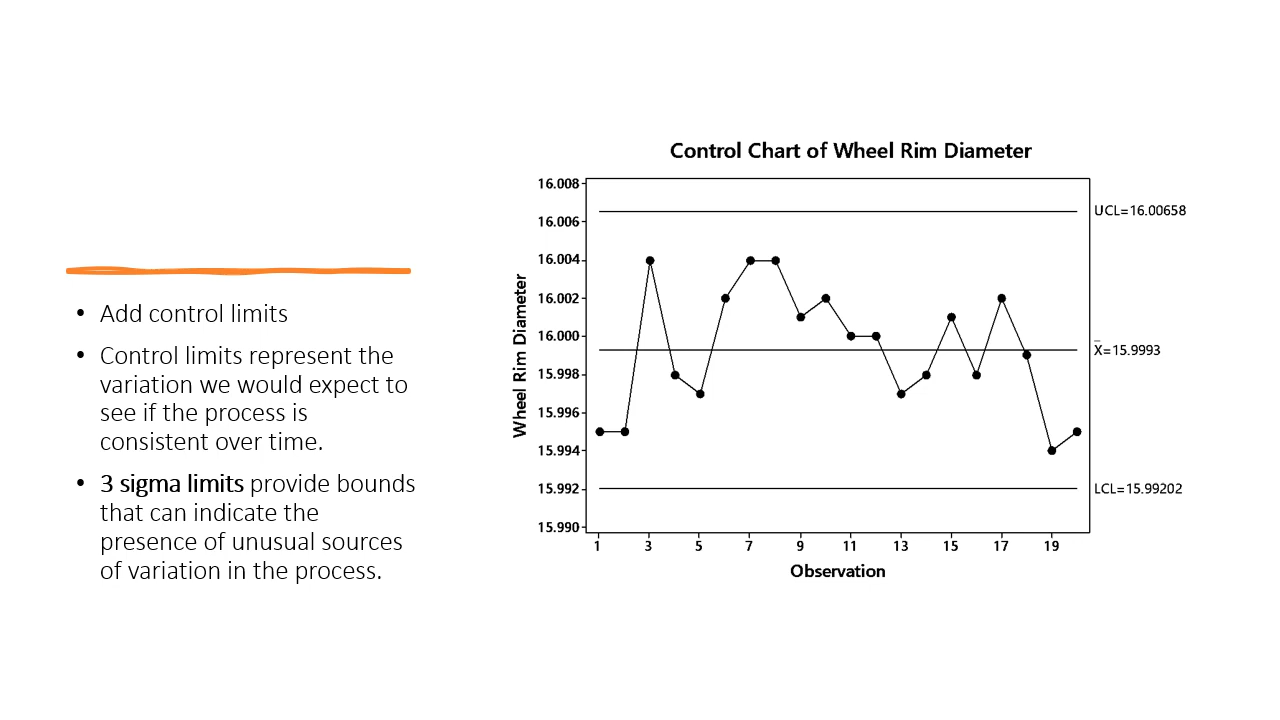 • Add control limits
• Control limits represent the
variation we would expect to
see if the process is
consistent over time.
• 3 sigma limits provide bounds
that can indicate the
presence of unusual sources
of variation in the process.
Control Chart of Wheel Rim Diameter
Wheel Rim Diameter
16.008
16.006
16.004
16.002
16.000
15.998
15.996
15.994
15.992
15.990
UCL=16.00658
X̅=15.9993
LCL=15.99202
1 3 5 7 9 11 13 15 17 19
Observation